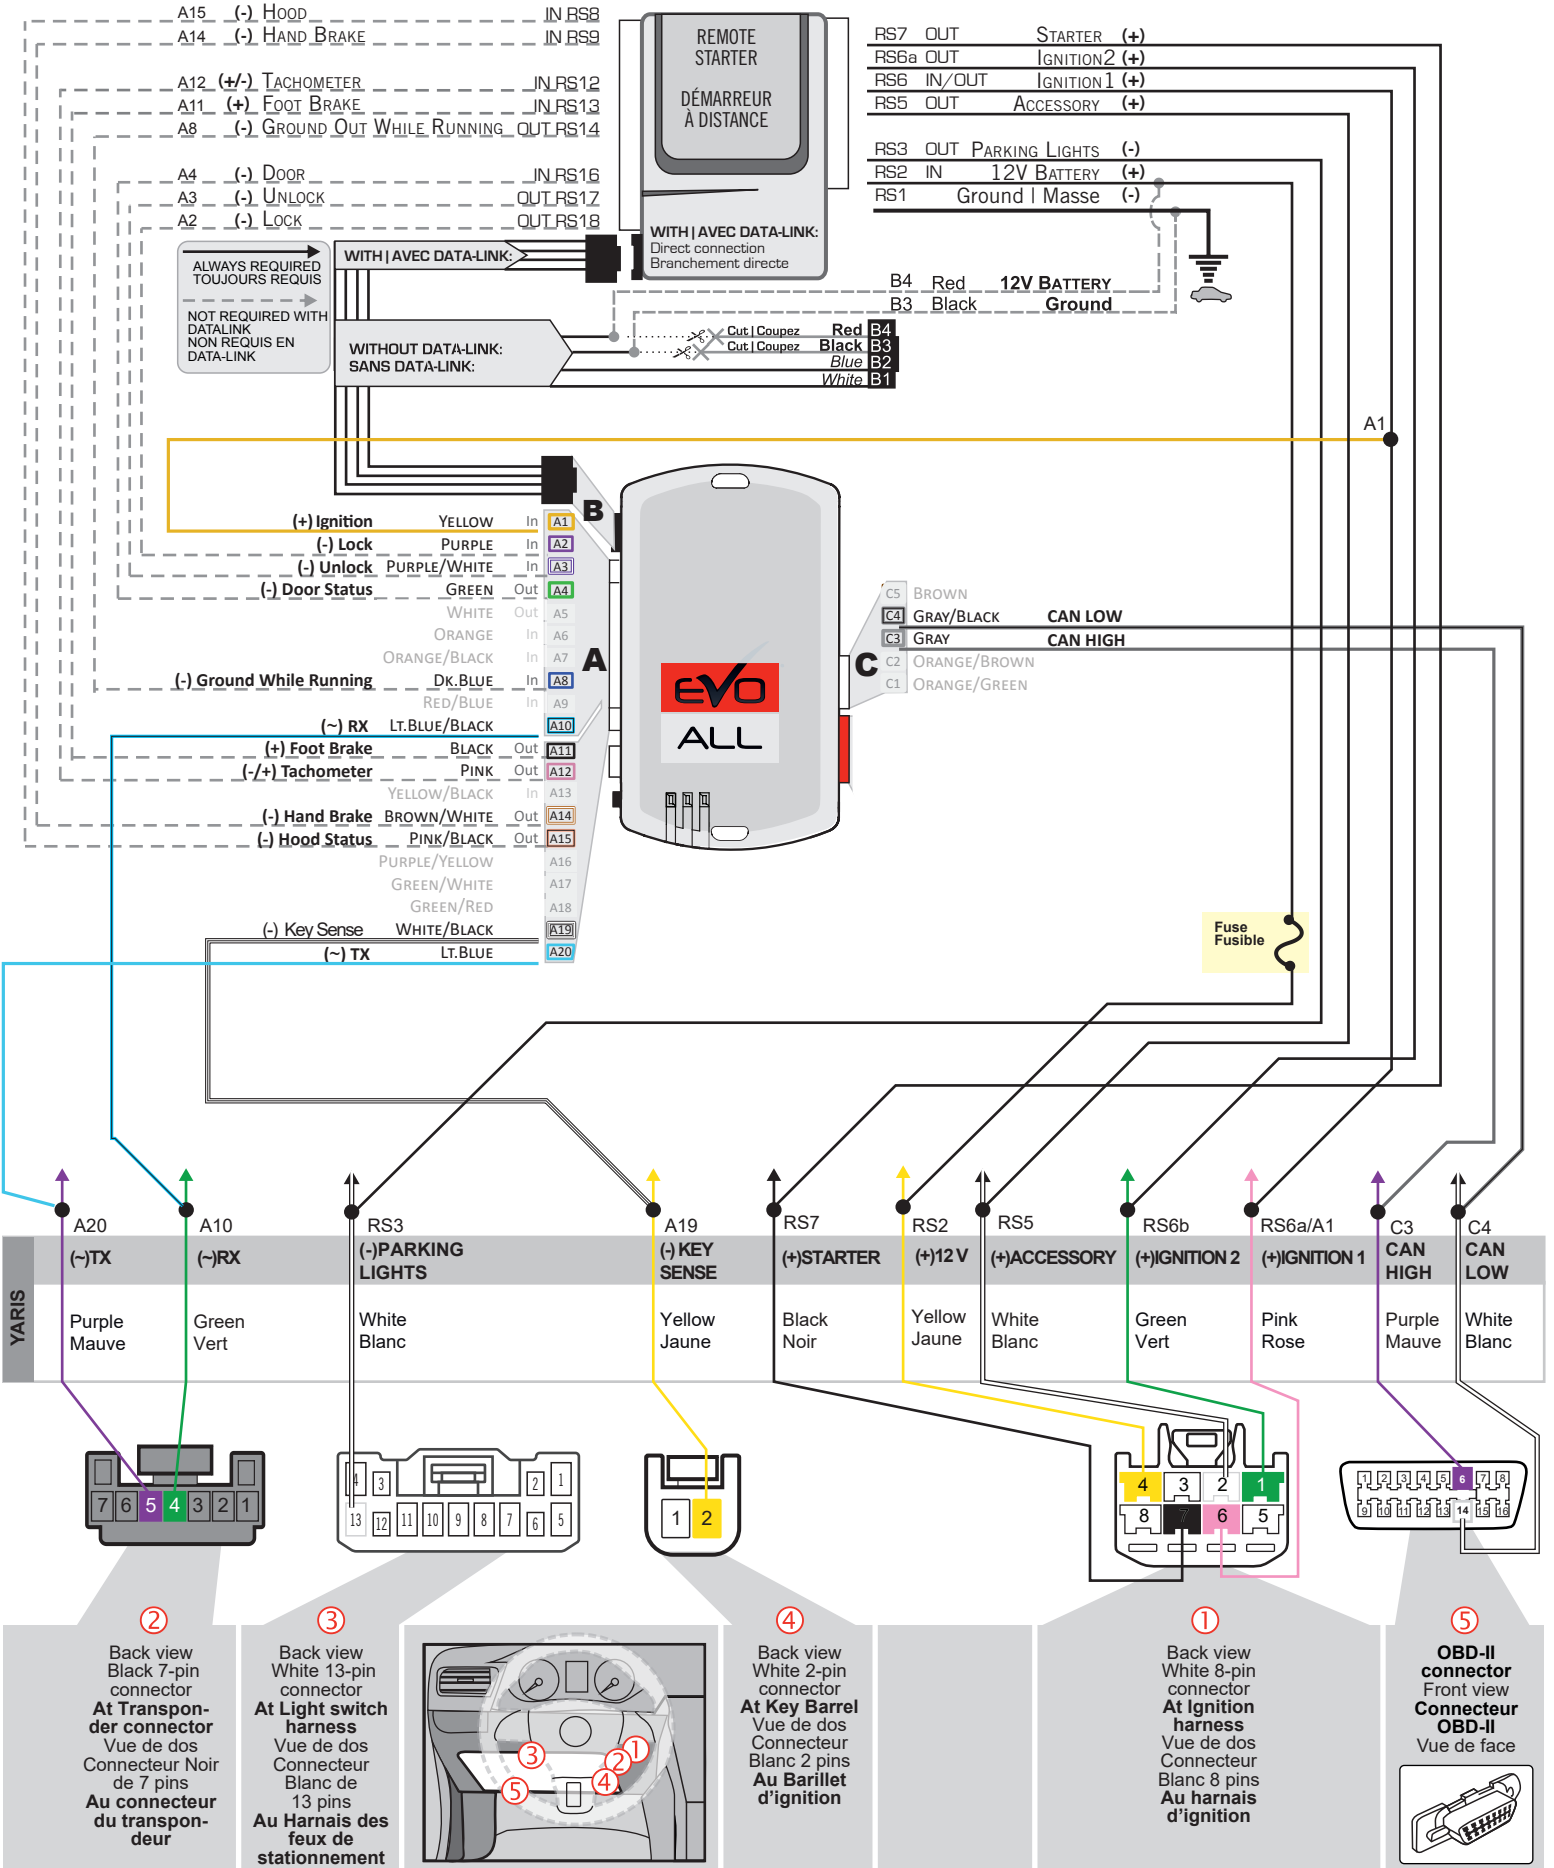 A15 (-) HOOD IN RS8
A14 (-) HAND BRAKE IN RS9
A12 (+/-) TACHOMETER IN RS12
A11 (+) FOOT BRAKE IN RS13
A8 (-) GROUND OUT WHILE RUNNING OUT RS14
A4 (-) DOOR IN RS16
A3 (-) UNLOCK OUT RS17
A2 (-) LOCK OUT RS18
REMOTE
STARTER
DÉMARREUR
À DISTANCE
WITH | AVEC DATA-LINK:
Direct connection
Branchement directe
RS7 OUT STARTER (+)
RS6a OUT IGNITION2 (+)
RS6 IN/OUT IGNITION1 (+)
RS5 OUT ACCESSORY (+)
RS3 OUT PARKING LIGHTS (-)
RS2 IN 12V BATTERY (+)
RS1 Ground | Masse (-)
ALWAYS REQUIRED
TOUJOURS REQUIS
NOT REQUIRED WITH
DATALINK
NON REQUIS EN
DATA-LINK
WITH | AVEC DATA-LINK:
B4 Red 12V BATTERY
B3 Black Ground
WITHOUT DATA-LINK:
SANS DATA-LINK:
Cut | Coupez Red B4
Cut | Coupez Black B3
Blue B2
White B1
A1
B
(+) Ignition YELLOW In A1
(-) Lock PURPLE In A2
(-) Unlock PURPLE/WHITE In A3
(-) Door Status GREEN Out A4
WHITE Out A5
ORANGE In A6
ORANGE/BLACK In A7
(-) Ground While Running DK.BLUE In A8
RED/BLUE In A9
(~) RX LT.BLUE/BLACK A10
(+) Foot Brake BLACK Out A11
(-/+) Tachometer PINK Out A12
YELLOW/BLACK In A13
(-) Hand Brake BROWN/WHITE Out A14
(-) Hood Status PINK/BLACK Out A15
PURPLE/YELLOW A16
GREEN/WHITE A17
GREEN/RED A18
(-) Key Sense WHITE/BLACK A19
(~) TX LT.BLUE A20
A
EVO
ALL
C
C5 BROWN
C4 GRAY/BLACK CAN LOW
C3 GRAY CAN HIGH
C2 ORANGE/BROWN
C1 ORANGE/GREEN
Fuse
Fusible
YARIS
A20
(~)TX
Purple
Mauve
A10
(~)RX
Green
Vert
RS3
(-)PARKING
LIGHTS
White
Blanc
A19
(-) KEY
SENSE
Yellow
Jaune
RS7
(+)STARTER
Black
Noir
RS2
(+)12 V
Yellow
Jaune
RS5
(+)ACCESSORY
White
Blanc
RS6b
(+)IGNITION 2
Green
Vert
RS6a/A1
(+)IGNITION 1
Pink
Rose
C3
CAN
HIGH
Purple
Mauve
C4
CAN
LOW
White
Blanc
7 6 5 4 3 2 1
4 3 2 1
13 12 11 10 9 8 7 6 5
1 2
4 3 2 1
8 7 6 5
1 2 3 4 5 6 7 8
9 10 11 12 13 14 15 16
2
Back view
Black 7-pin
connector
At Transpon-
der connector
Vue de dos
Connecteur Noir
de 7 pins
Au connecteur
du transpon-
deur
3
Back view
White 13-pin
connector
At Light switch
harness
Vue de dos
Connecteur
Blanc de
13 pins
Au Harnais des
feux de
stationnement
1
2
3
4
5
4
Back view
White 2-pin
connector
At Key Barrel
Vue de dos
Connecteur
Blanc 2 pins
Au Barillet
d'ignition
1
Back view
White 8-pin
connector
At Ignition
harness
Vue de dos
Connecteur
Blanc 8 pins
Au harnais
d'ignition
5
OBD-II
connector
Front view
Connecteur
OBD-II
Vue de face